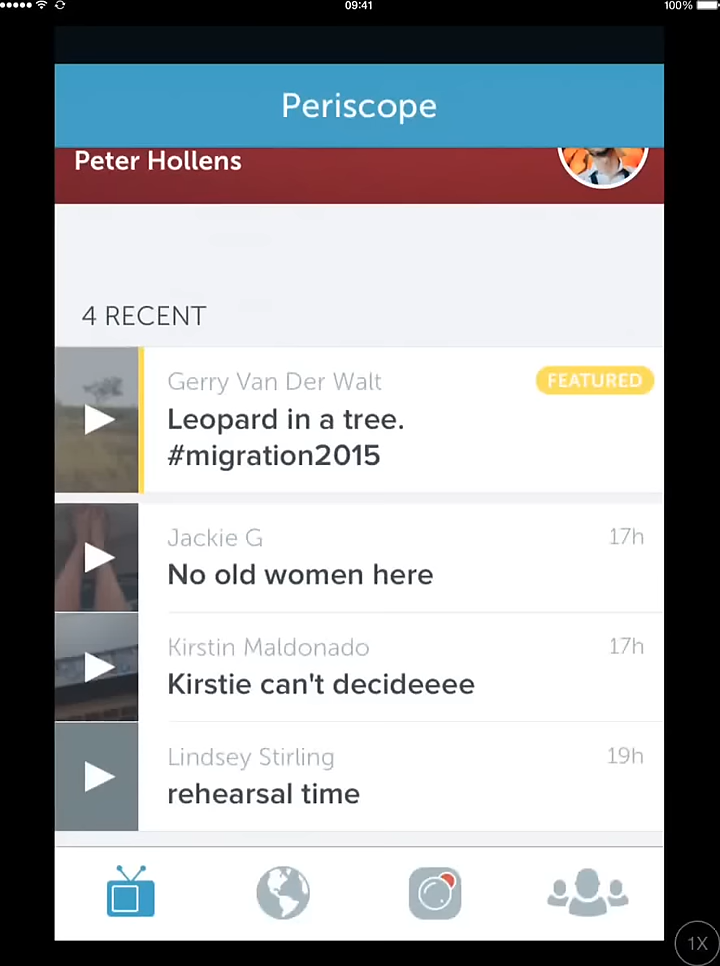 09:41
100%
Periscope
Peter Hollens
4 RECENT
Gerry Van Der Walt
FEATURED
Leopard in a tree.
#migration2015
Jackie G
17h
No old women here
Kirstin Maldonado
17h
Kirstie can't decideeee
Lindsey Stirling
19h
rehearsal time
1X